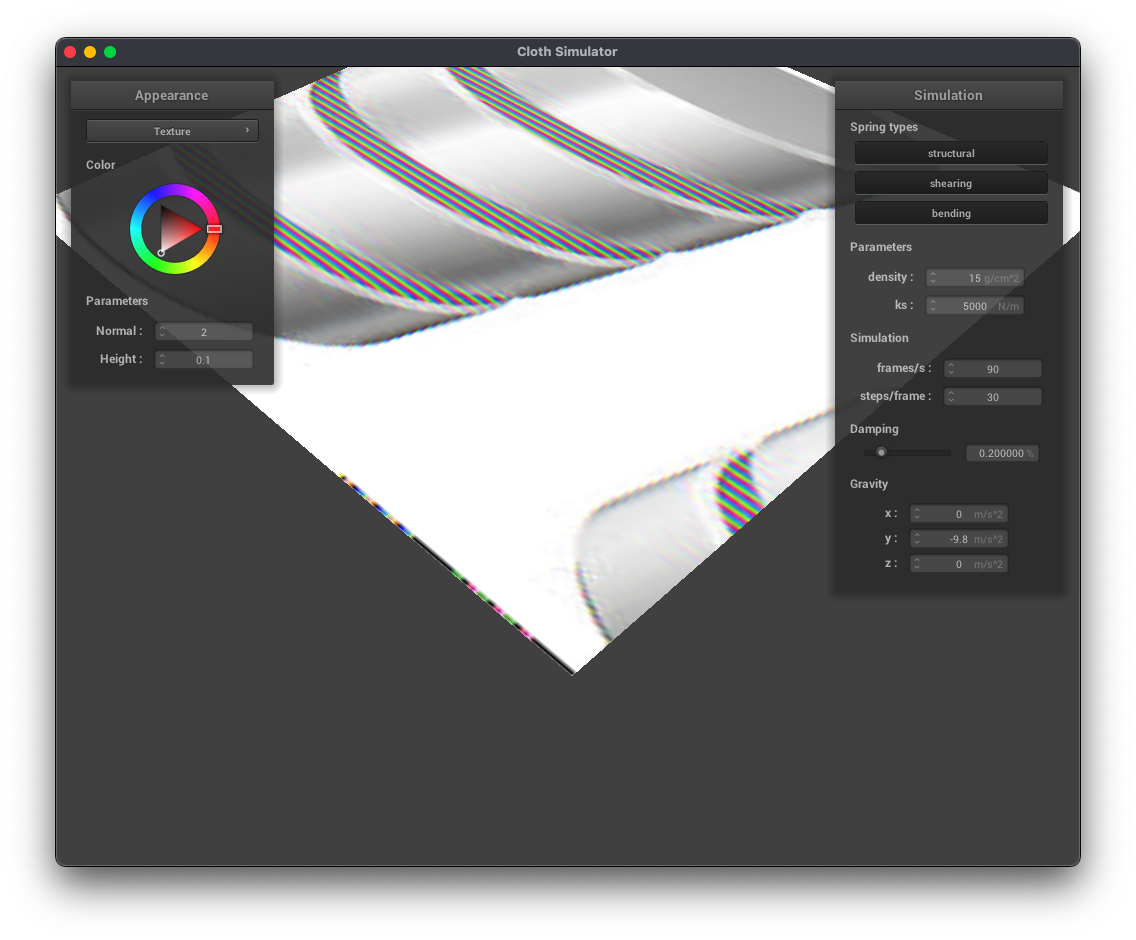 Cloth Simulator
Appearance
Texture
Color
Parameters
Normal : 2
Height : 0.1
Simulation
Spring types
structural
shearing
bending
Parameters
density : 15 g/cm^2
ks : 5000 N/m
Simulation
frames/s : 90
steps/frame : 30
Damping
0.200000 %
Gravity
x : 0 m/s^2
y : -9.8 m/s^2
z : 0 m/s^2